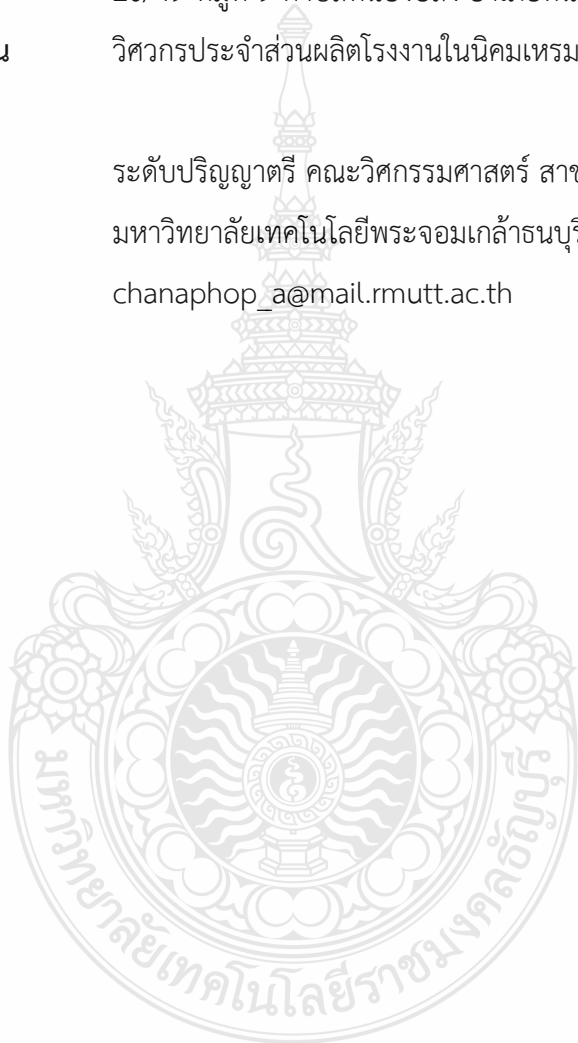 น วิศวกรประจำส่วนผลิตโรงงานในนิคมเหรม
ระดับปริญญาตรี คณะวิศกรรมศาสตร์ สาข
มหาวิทยาลัยเทคโนโลยีพระจอมเกล้าธนบุรี
chanaphop_a@mail.rmutt.ac.th
มหาวิทยาลัยเทคโนโลยีราชมงคลธัญบุรี